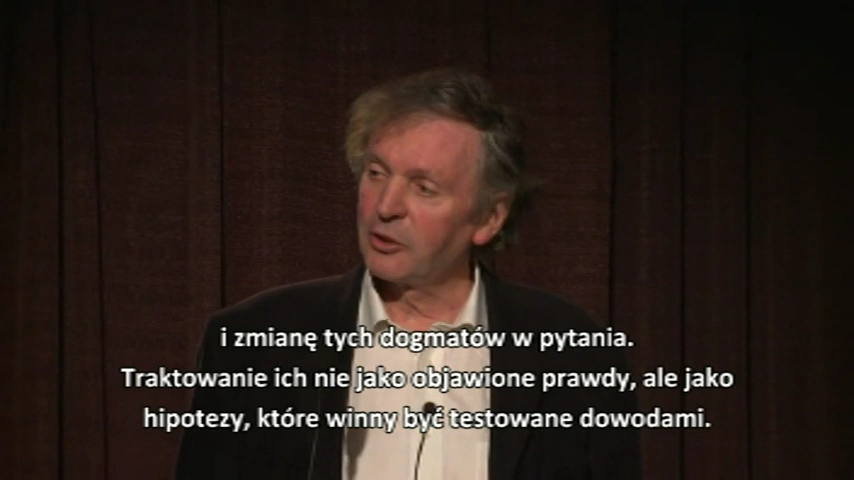 i zmianę tych dogmatów w pytania.
Traktowanie ich nie jako objawione prawdy, ale jako
hipotezy, które winny być testowane dowodami.